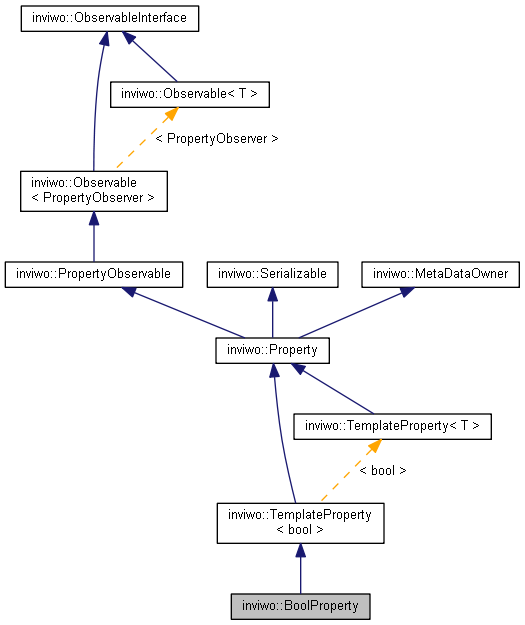 inviwo::ObservableInterface
inviwo::Observable< T >
< PropertyObserver >
inviwo::Observable
< PropertyObserver >
inviwo::PropertyObservable
inviwo::Serializable
inviwo::MetaDataOwner
inviwo::Property
inviwo::TemplateProperty< T >
< bool >
inviwo::TemplateProperty
< bool >
inviwo::BoolProperty